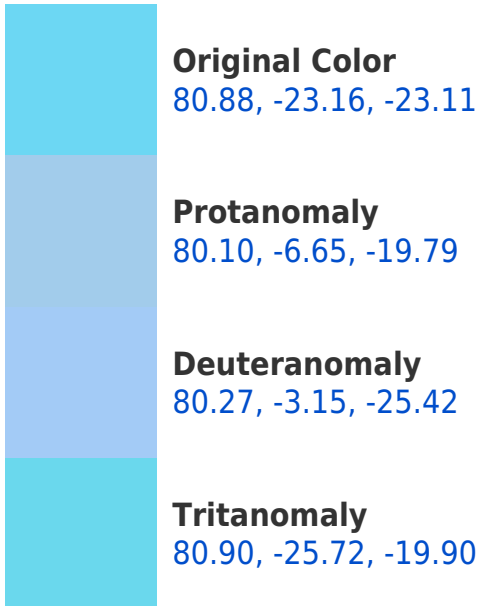 Original Color
80.88, -23.16, -23.11
Protanomaly
80.10, -6.65, -19.79
Deuteranomaly
80.27, -3.15, -25.42
Tritanomaly
80.90, -25.72, -19.90